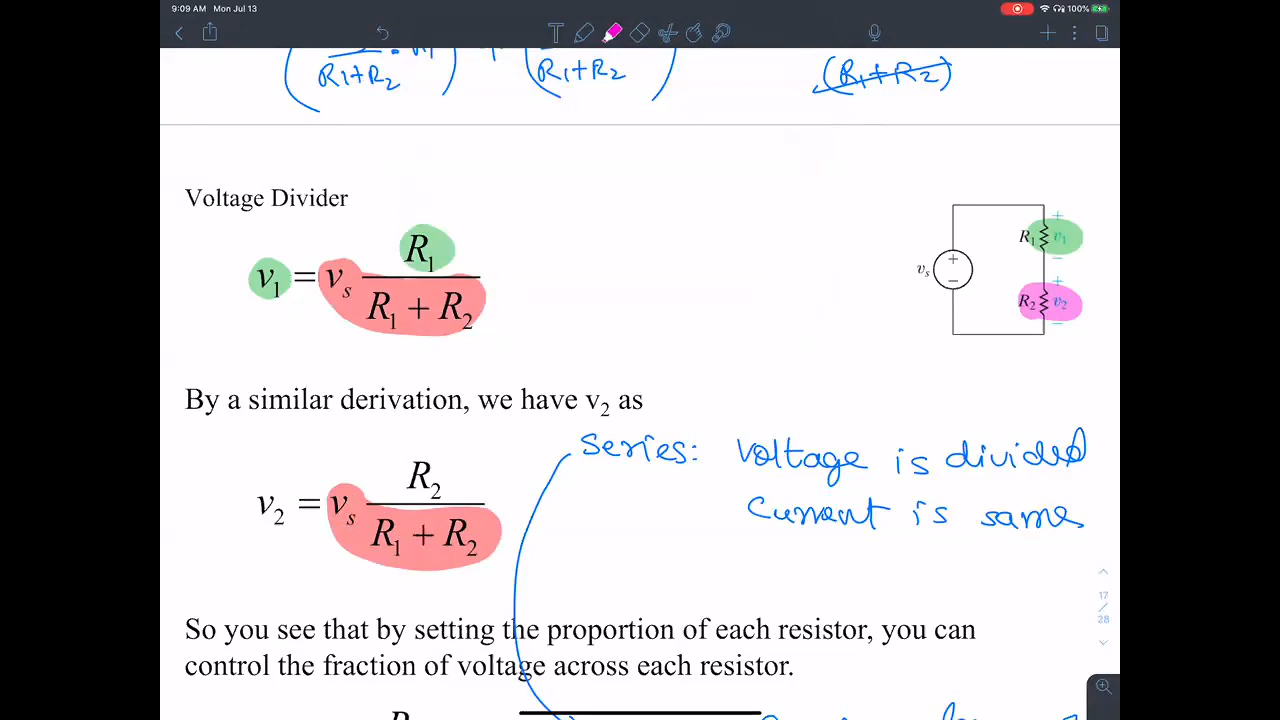 9:09 AM Mon Jul 13
100%
R1+R2
R1+R2
(R1+R2)
Voltage Divider
v1 = vs R1 / R1 + R2
R1 v1
vs
R2 v2
+
−
+
−
+
−
By a similar derivation, we have v2 as
series: voltage is divided
current is same
v2 = vs R2 / R1 + R2
17
/
28
So you see that by setting the proportion of each resistor, you can
control the fraction of voltage across each resistor.